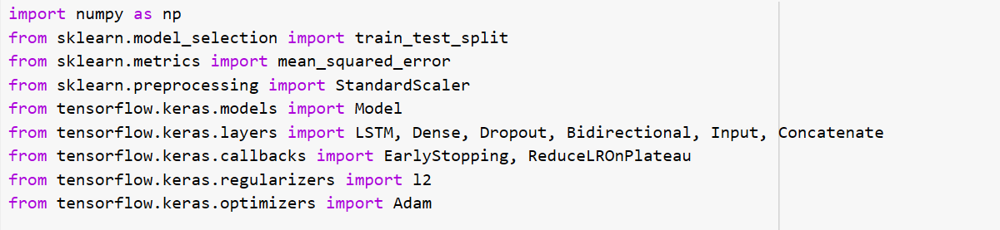 import numpy as np
from sklearn.model_selection import train_test_split
from sklearn.metrics import mean_squared_error
from sklearn.preprocessing import StandardScaler
from tensorflow.keras.models import Model
from tensorflow.keras.layers import LSTM, Dense, Dropout, Bidirectional, Input, Concatenate
from tensorflow.keras.callbacks import EarlyStopping, ReduceLROnPlateau
from tensorflow.keras.regularizers import l2
from tensorflow.keras.optimizers import Adam